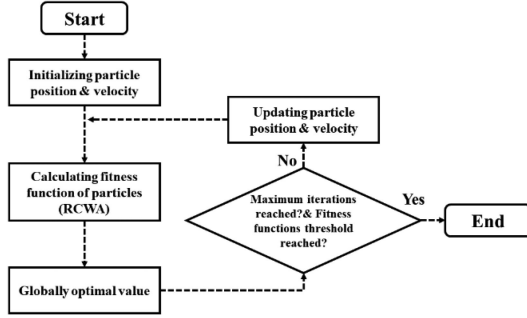 Start
Initializing particle
position & velocity
Calculating fitness
function of particles
(RCWA)
Globally optimal value
Updating particle
position & velocity
No
Maximum iterations
reached?& Fitness
functions threshold
reached?
Yes
End